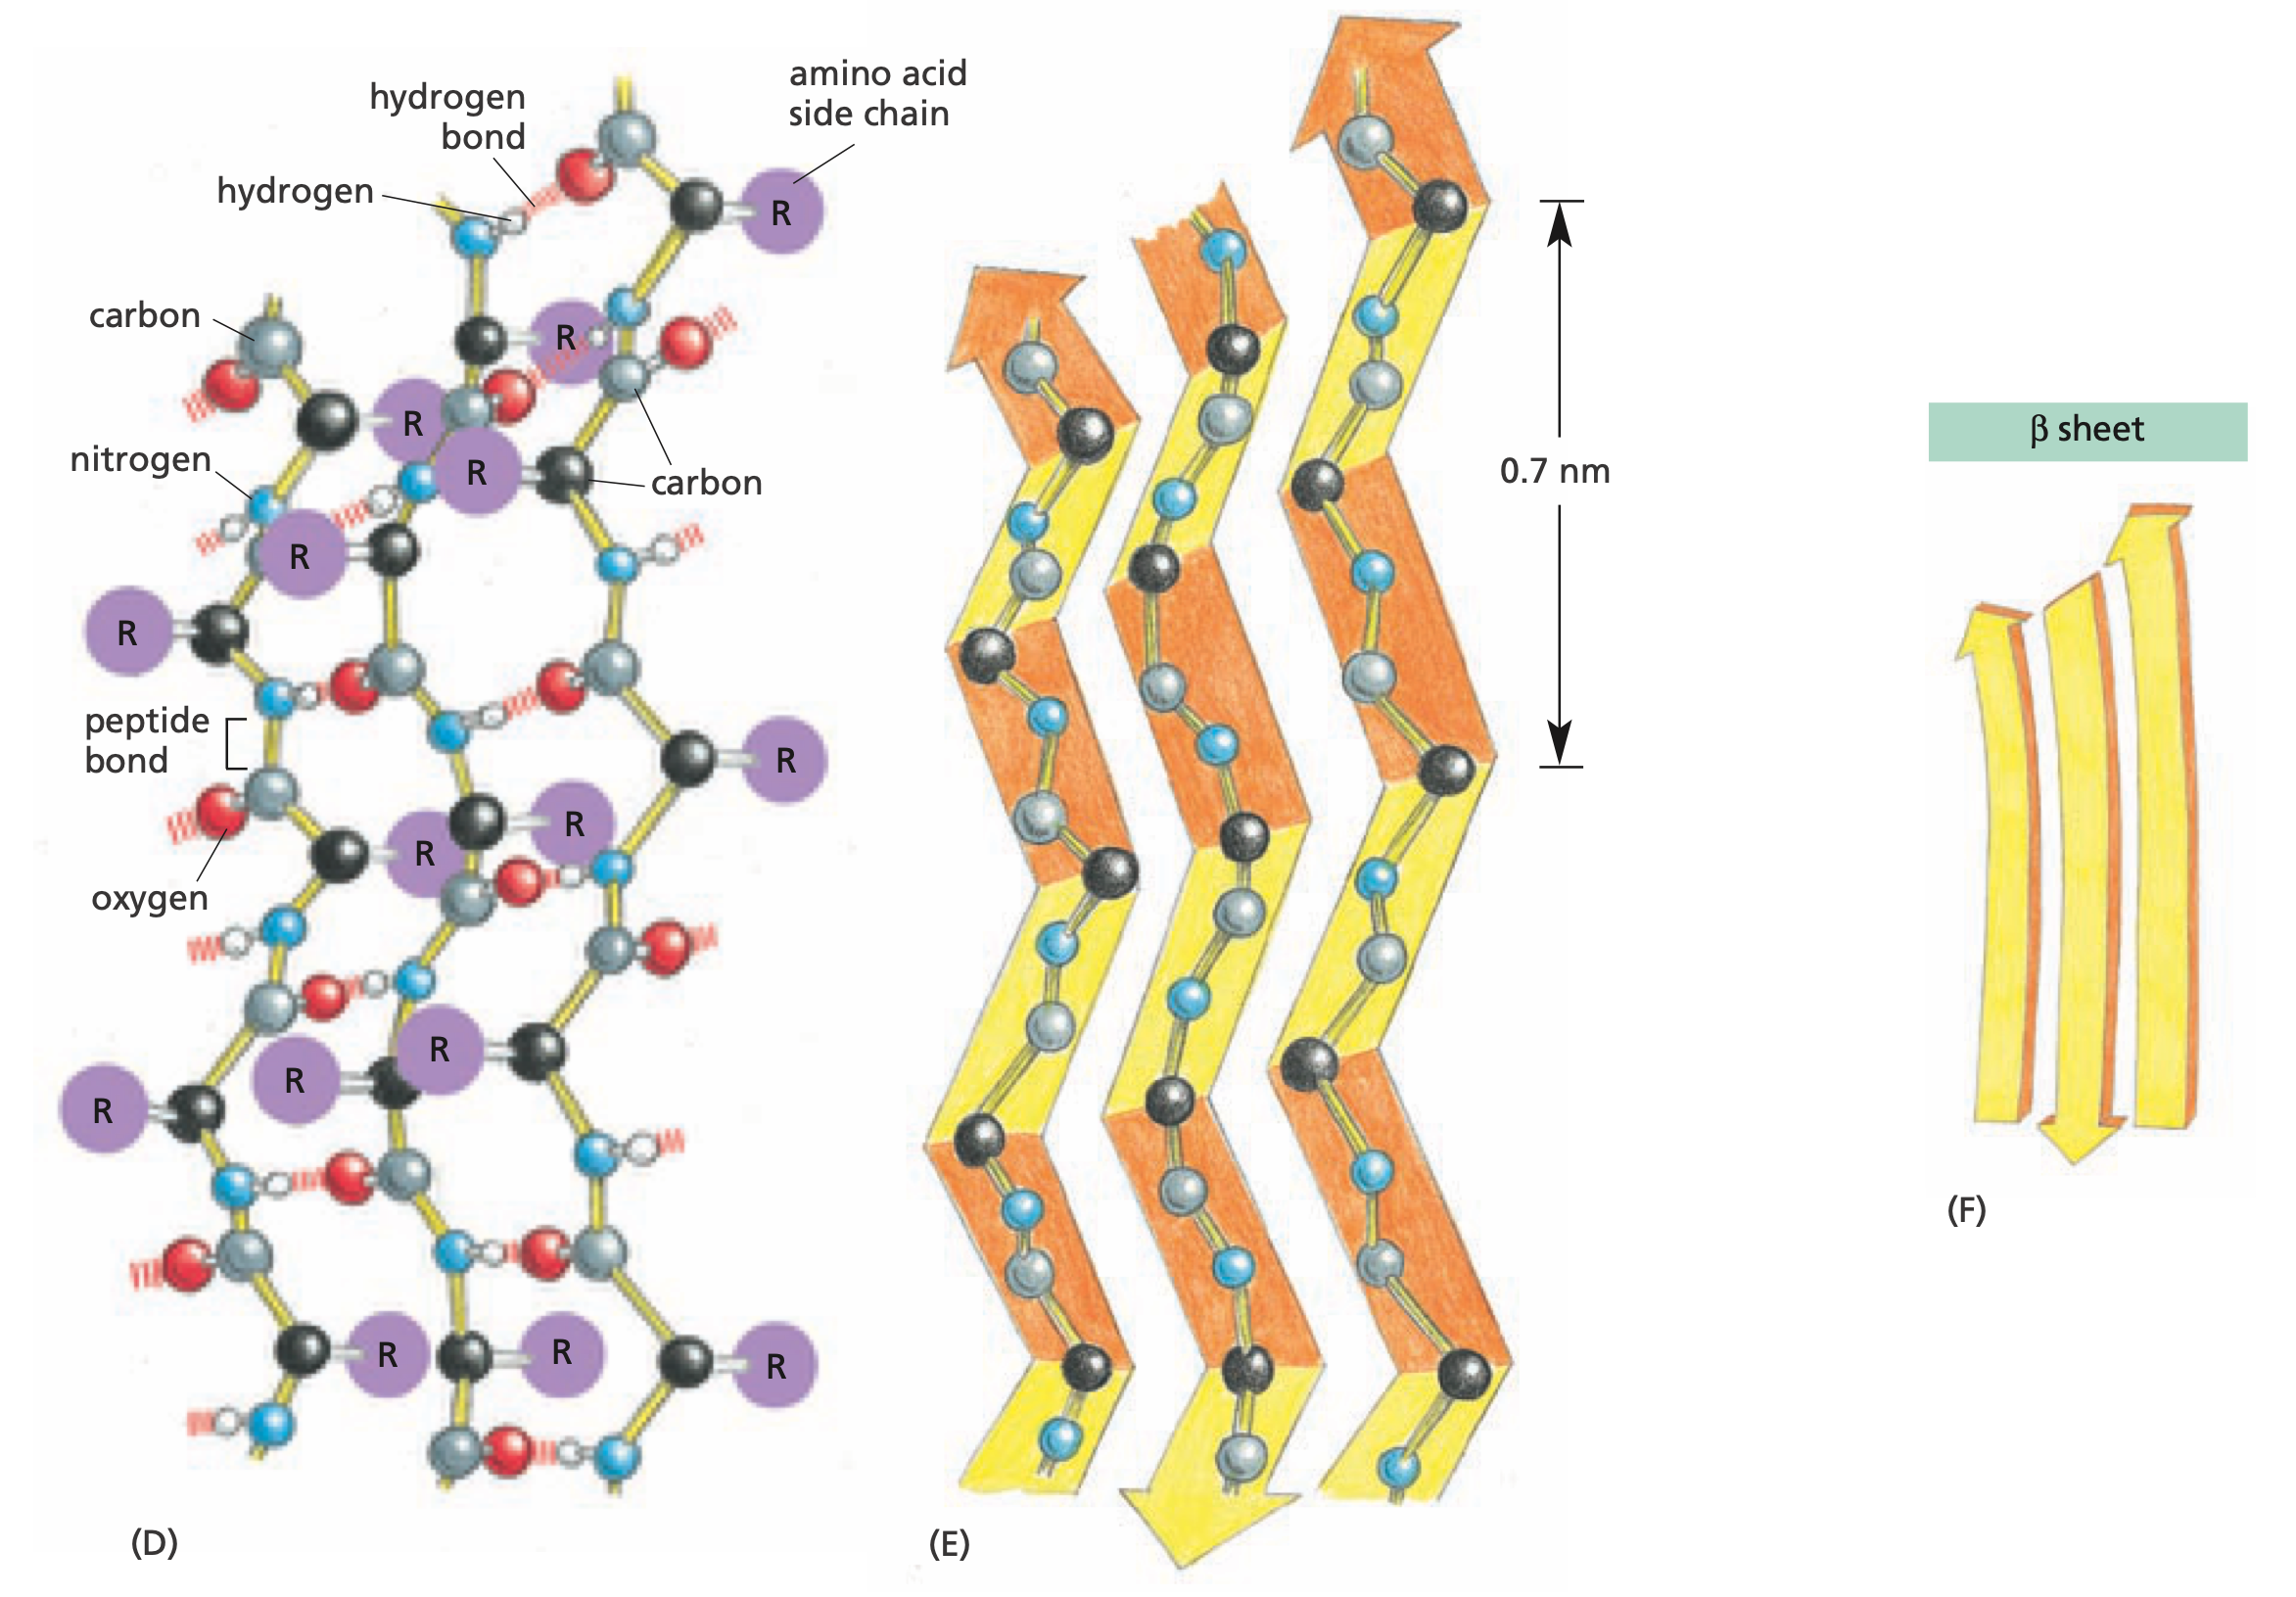 amino acid
side chain
hydrogen
bond
hydrogen
R
carbon
R
R
R
nitrogen
carbon
R
R
peptide
bond
R
R
R
oxygen
R
R
R
R
R
R
(D)
0.7 nm
(E)
β sheet
(F)